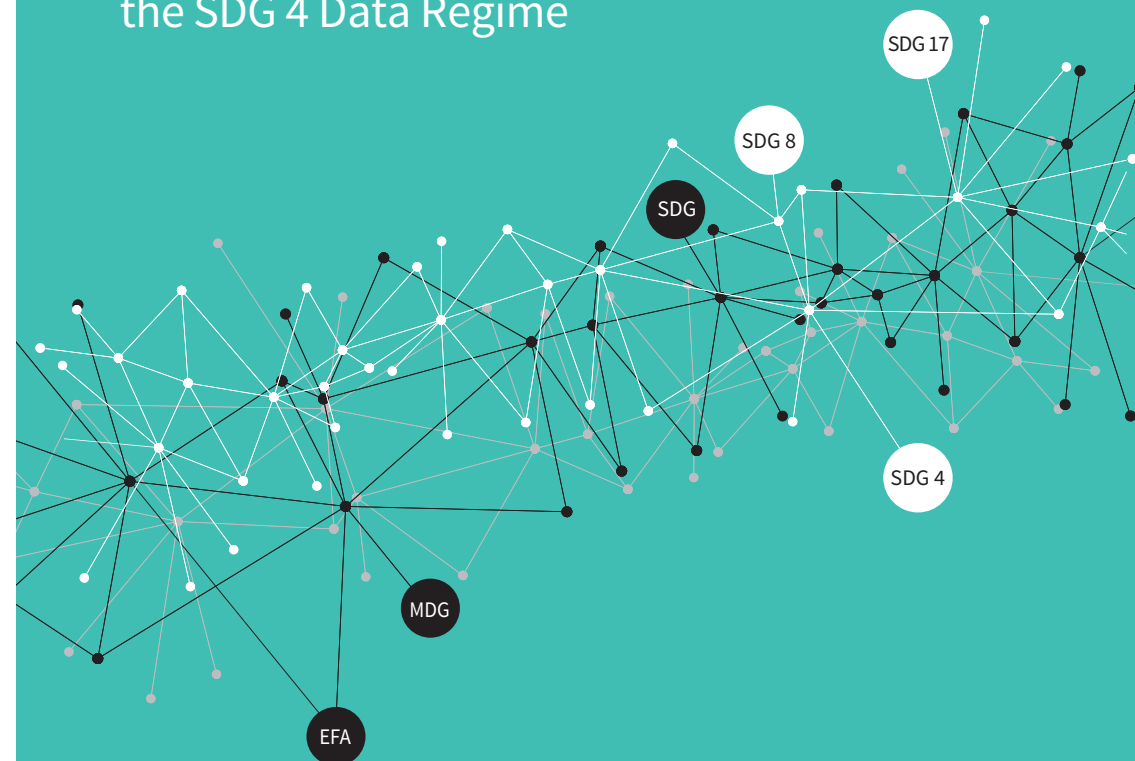 the SDG 4 Data Regime
SDG 17
SDG 8
SDG
SDG 4
MDG
EFA